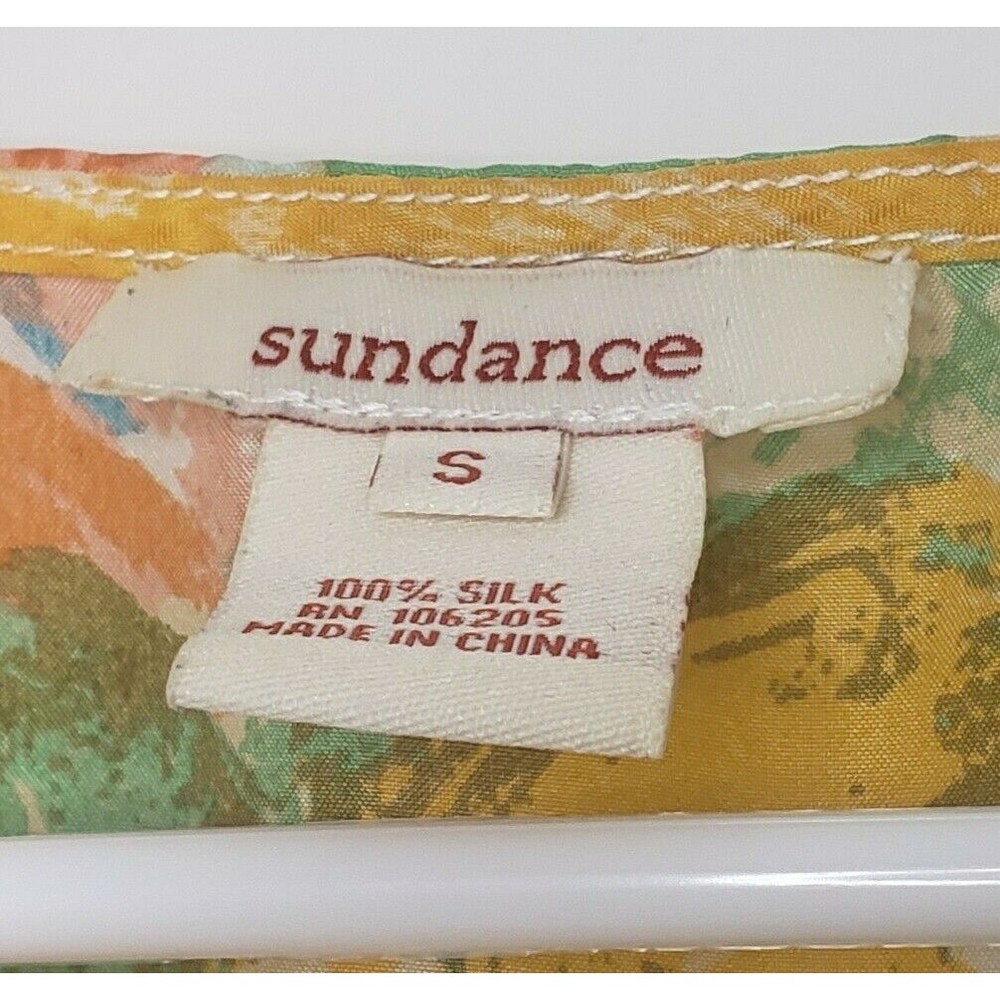 sundance
S
100% SILK
RN 106205
MADE IN CHINA